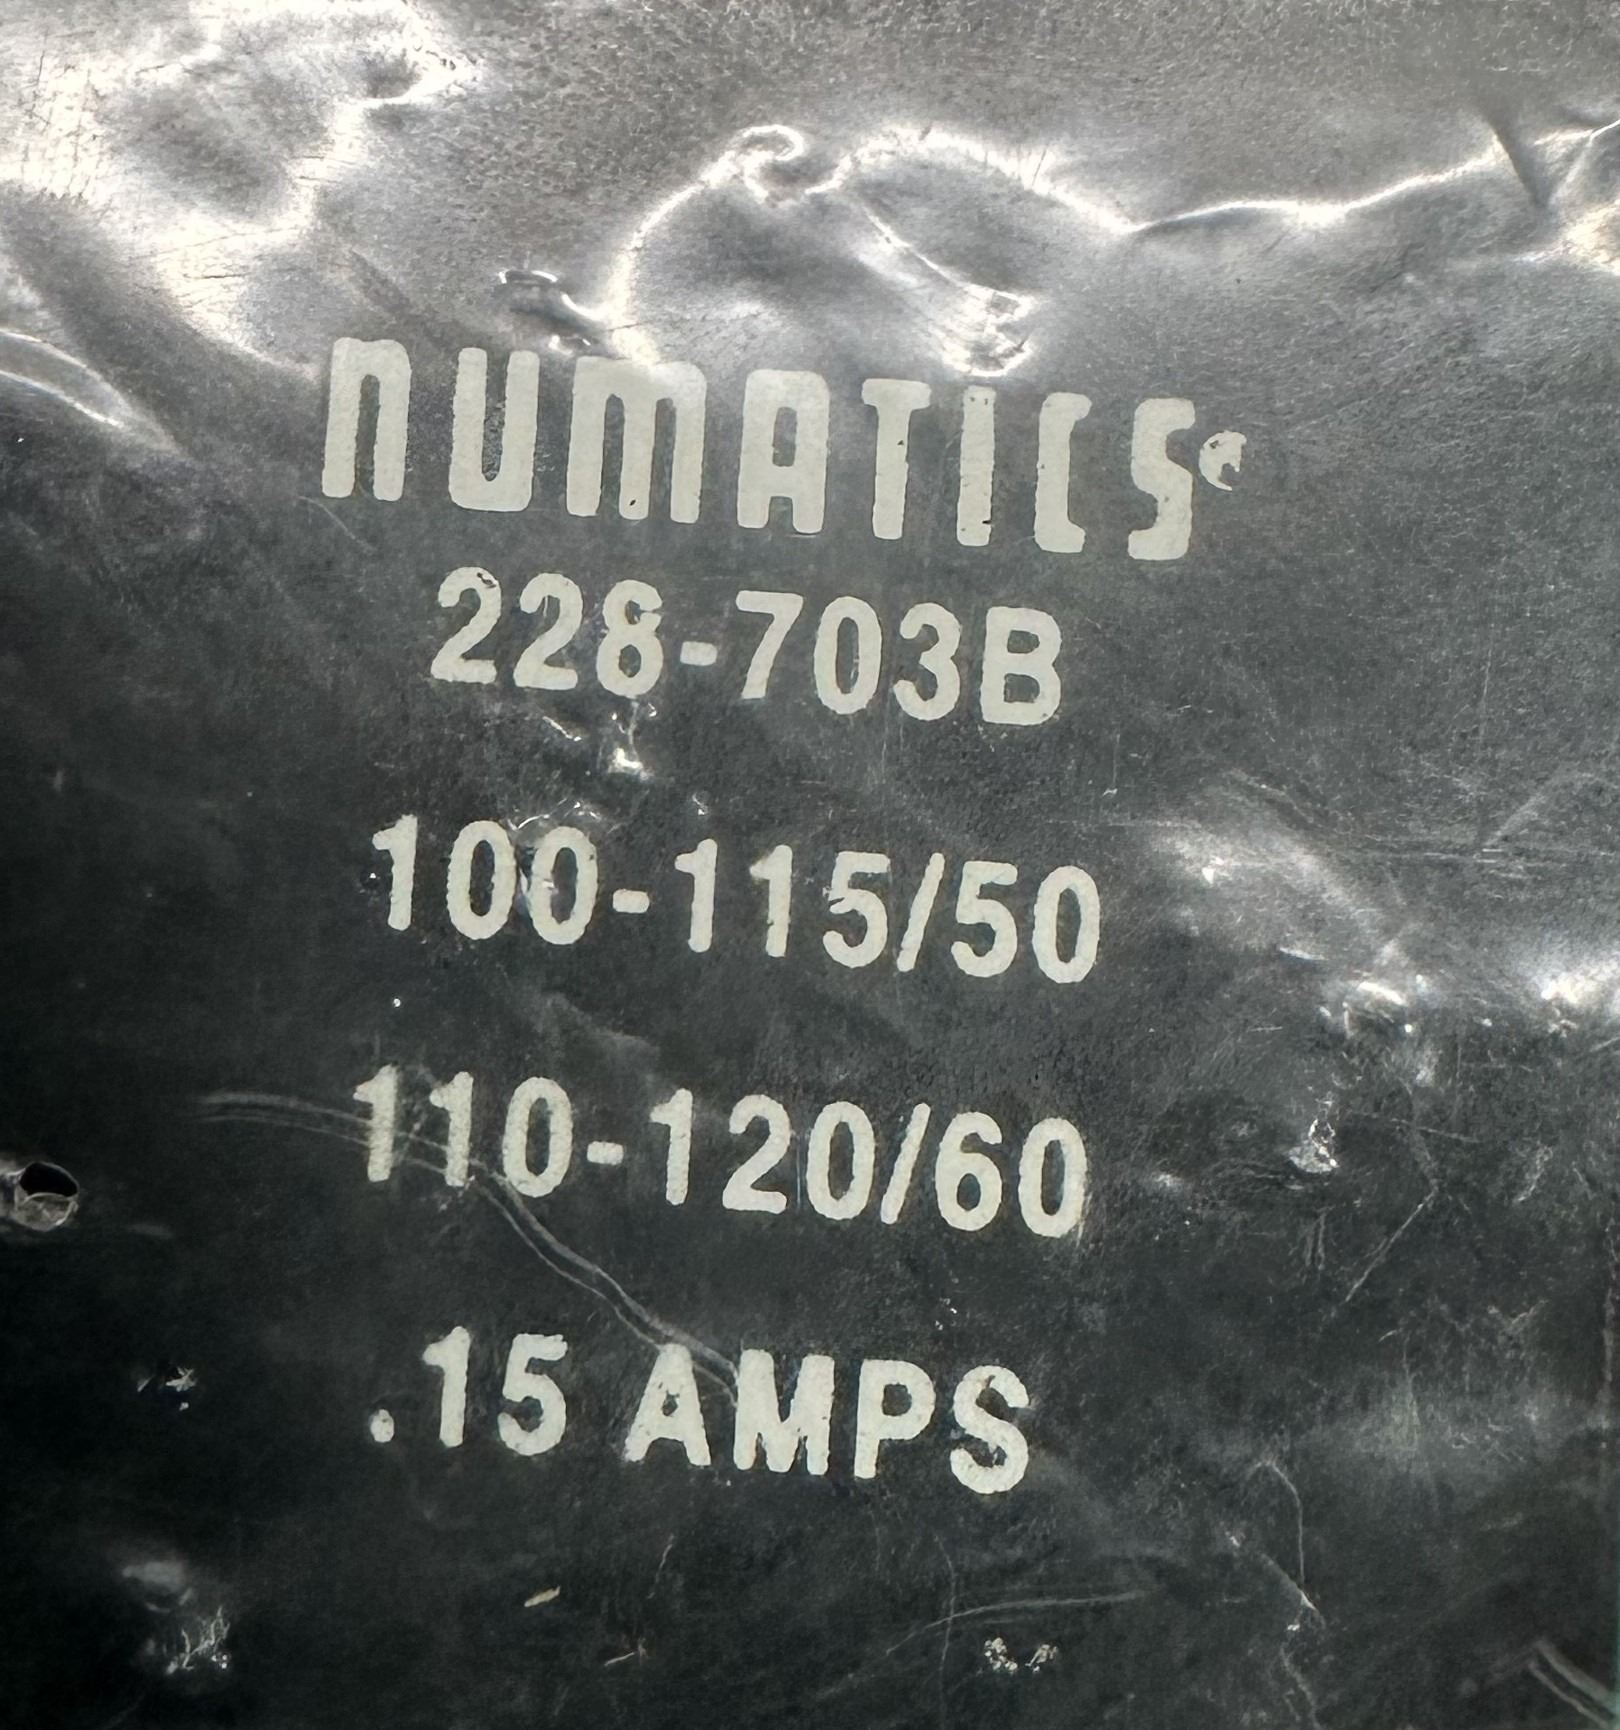 NUMATICS
228-703B
100-115/50
110-120/60
.15 AMPS